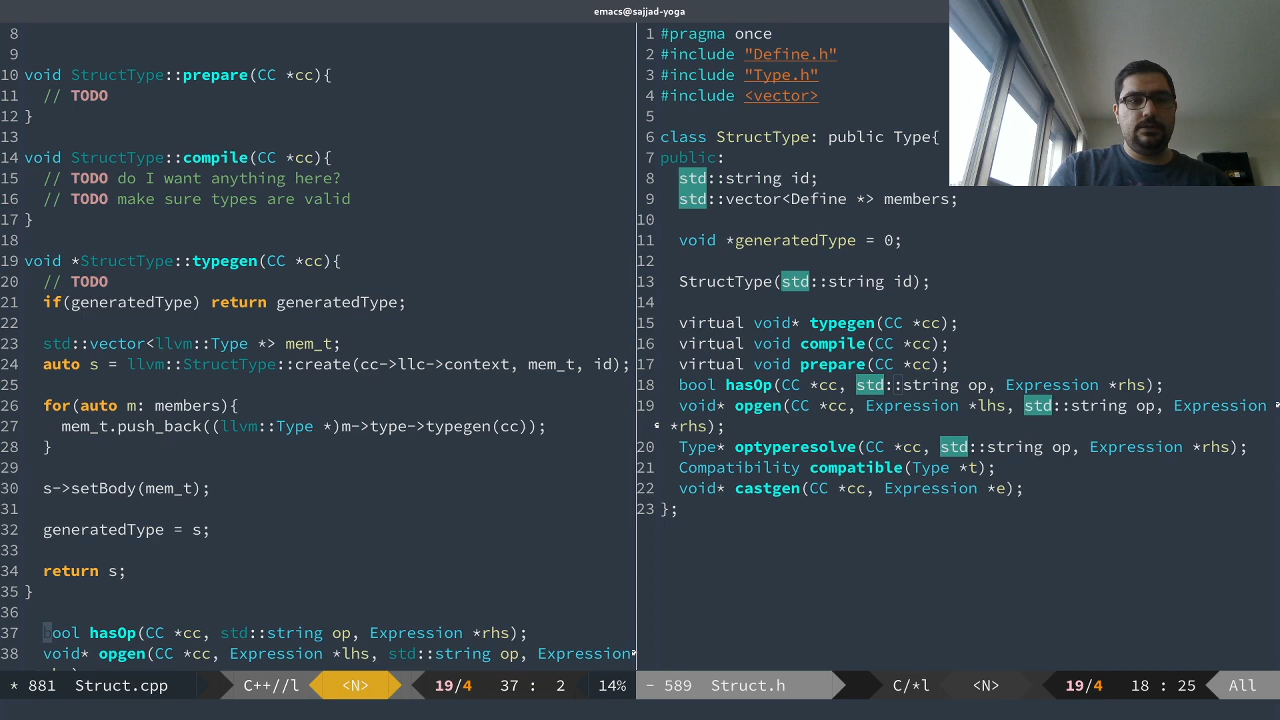 emacs@sajjad-yoga
8
9
10 void StructType::prepare(CC *cc){
11   // TODO
12 }
13
14 void StructType::compile(CC *cc){
15   // TODO do I want anything here?
16   // TODO make sure types are valid
17 }
18
19 void *StructType::typegen(CC *cc){
20   // TODO
21   if(generatedType) return generatedType;
22
23   std::vector<llvm::Type *> mem_t;
24   auto s = llvm::StructType::create(cc->llc->context, mem_t, id);
25
26   for(auto m: members){
27     mem_t.push_back((llvm::Type *)m->type->typegen(cc));
28   }
29
30   s->setBody(mem_t);
31
32   generatedType = s;
33
34   return s;
35 }
36
37   bool hasOp(CC *cc, std::string op, Expression *rhs);
38   void* opgen(CC *cc, Expression *lhs, std::string op, Expression
* 881 Struct.cpp C++//l <N> 19/4 37 : 2 14%
1 #pragma once
2 #include "Define.h"
3 #include "Type.h"
4 #include <vector>
5
6 class StructType: public Type{
7 public:
8   std::string id;
9   std::vector<Define *> members;
10
11   void *generatedType = 0;
12
13   StructType(std::string id);
14
15   virtual void* typegen(CC *cc);
16   virtual void compile(CC *cc);
17   virtual void prepare(CC *cc);
18   bool hasOp(CC *cc, std::string op, Expression *rhs);
19   void* opgen(CC *cc, Expression *lhs, std::string op, Expression
*rhs);
20   Type* optyperesolve(CC *cc, std::string op, Expression *rhs);
21   Compatibility compatible(Type *t);
22   void* castgen(CC *cc, Expression *e);
23 };
- 589 Struct.h C/*l <N> 19/4 18 : 25 All